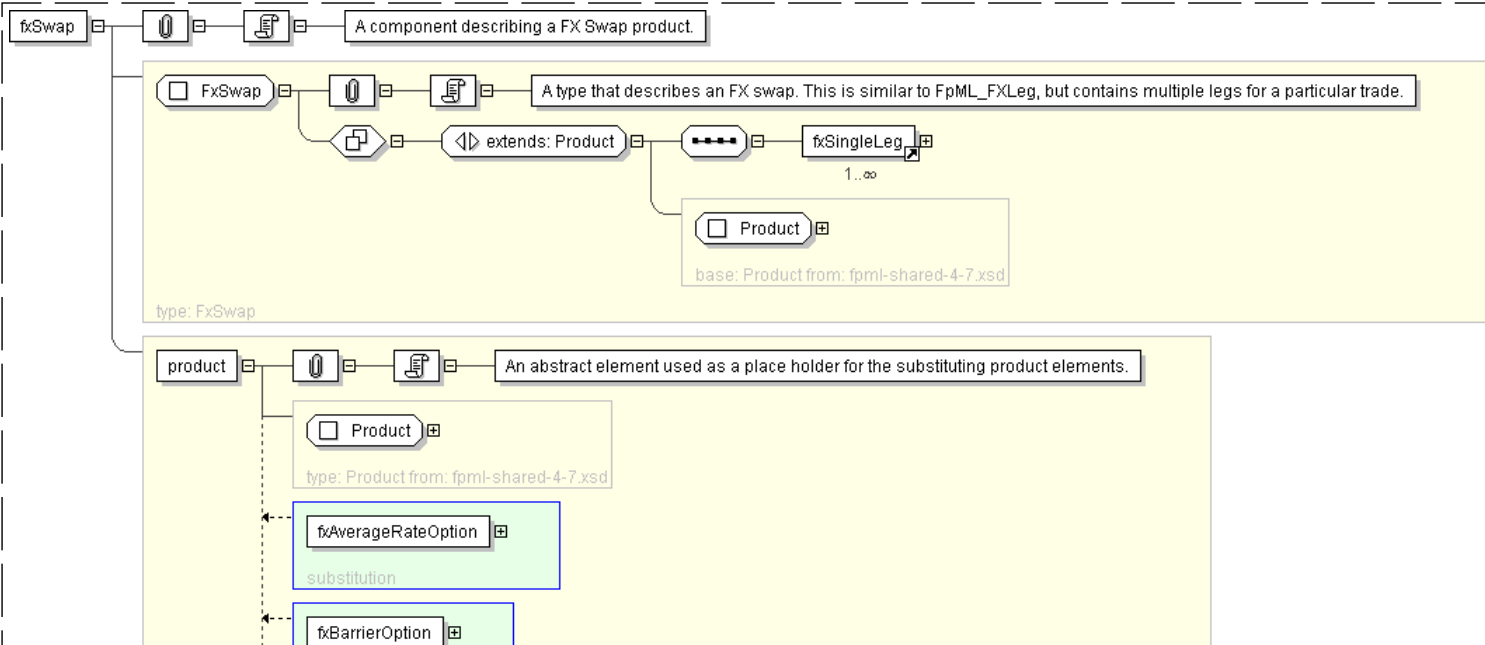 fxSwap
A component describing a FX Swap product.
FxSwap
A type that describes an FX swap. This is similar to FpML_FXLeg, but contains multiple legs for a particular trade.
extends: Product
fxSingleLeg
1..∞
Product
base: Product from: fpml-shared-4-7.xsd
type: FxSwap
product
An abstract element used as a place holder for the substituting product elements.
Product
type: Product from: fpml-shared-4-7.xsd
fxAverageRateOption
substitution
fxBarrierOption